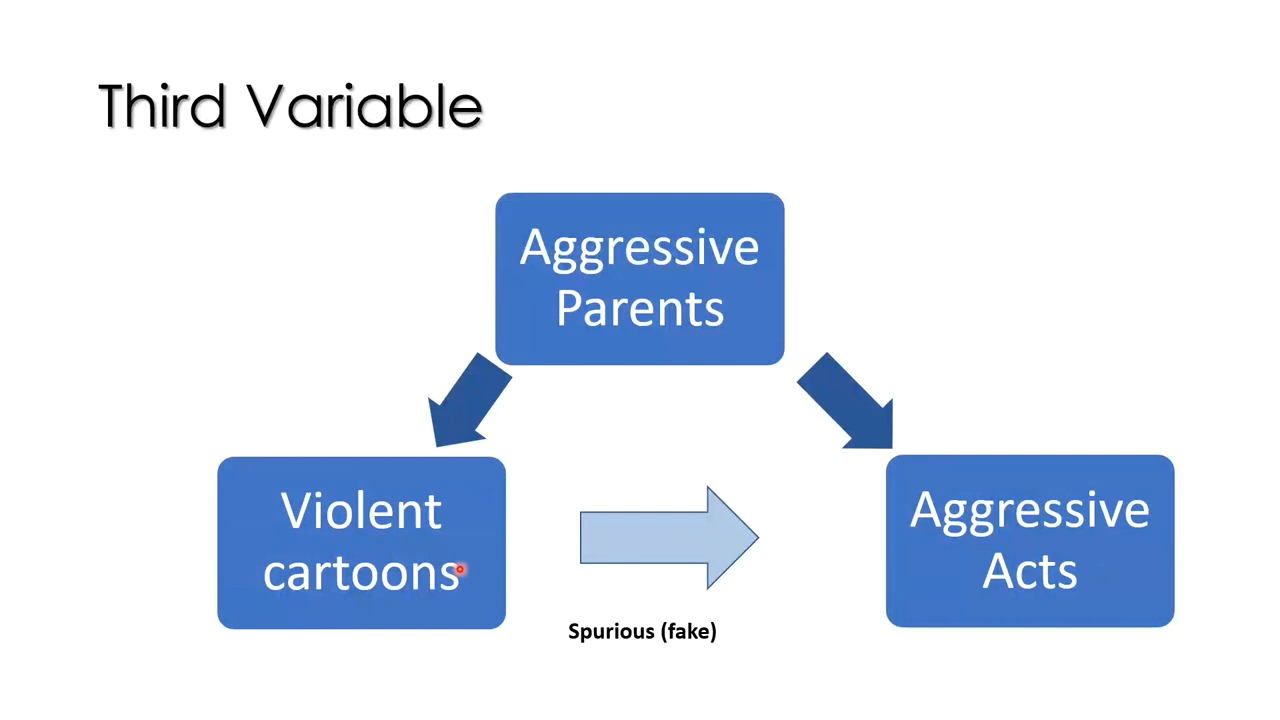 Third Variable
Aggressive
Parents
Violent
cartoons
Aggressive
Acts
Spurious (fake)